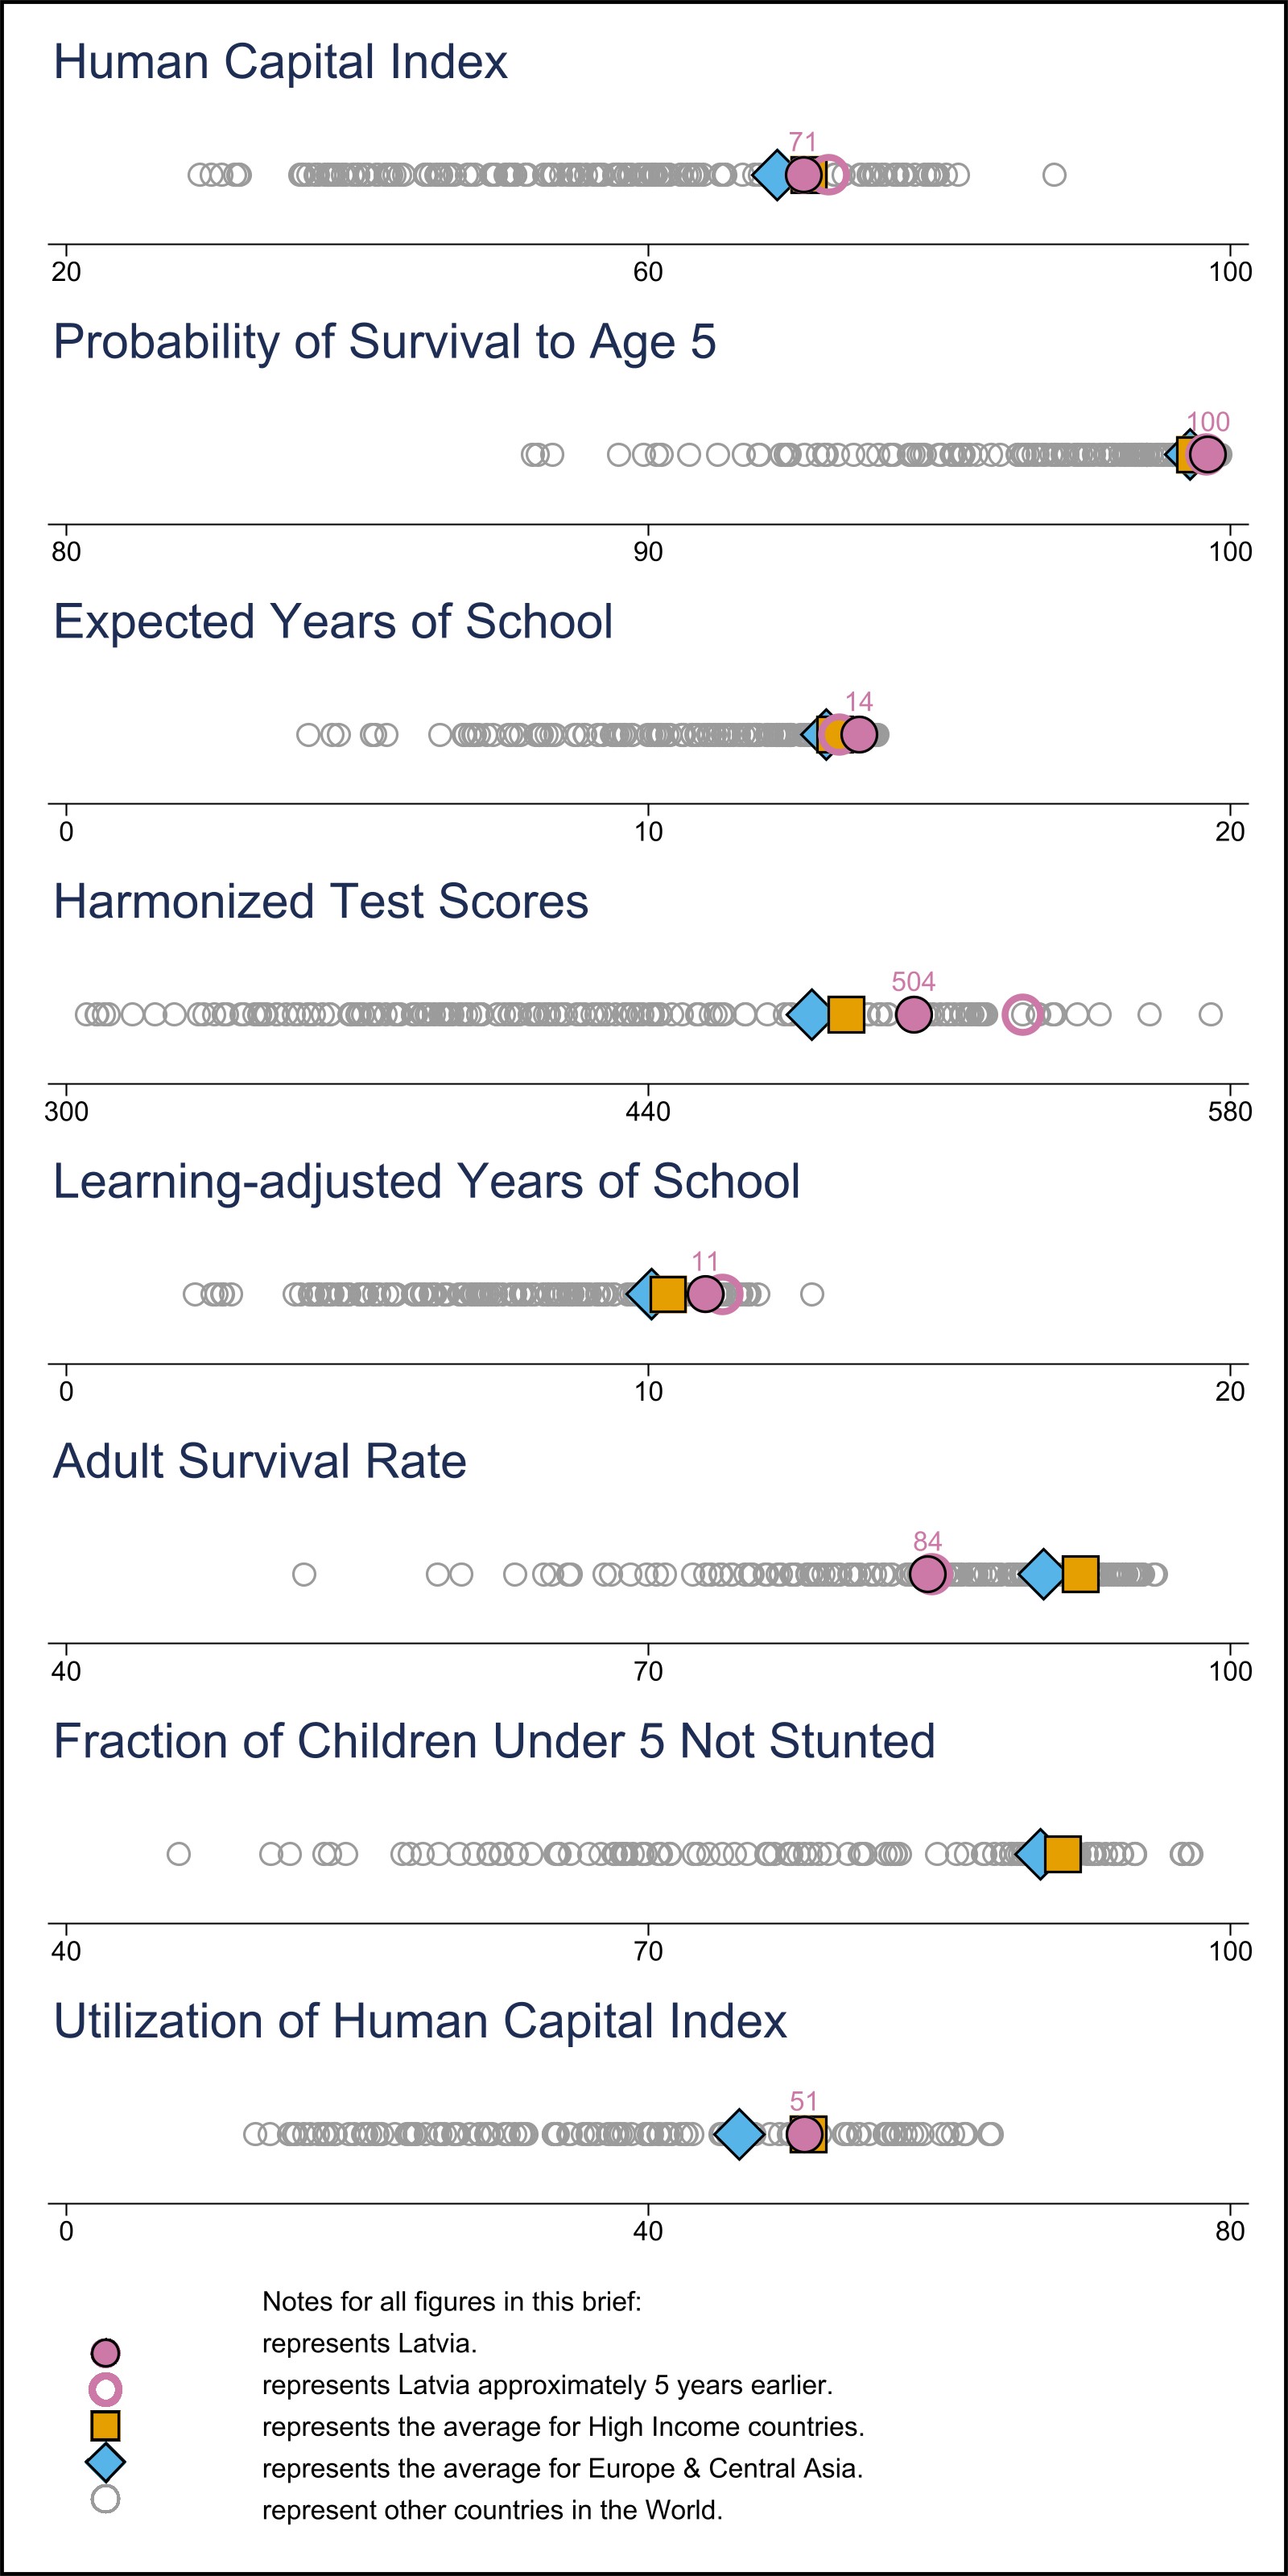 Human Capital Index
71
20 60 100
Probability of Survival to Age 5
100
80 90 100
Expected Years of School
14
0 10 20
Harmonized Test Scores
504
300 440 580
Learning-adjusted Years of School
11
0 10 20
Adult Survival Rate
84
40 70 100
Fraction of Children Under 5 Not Stunted
40 70 100
Utilization of Human Capital Index
51
0 40 80
Notes for all figures in this brief:
represents Latvia.
represents Latvia approximately 5 years earlier.
represents the average for High Income countries.
represents the average for Europe & Central Asia.
represent other countries in the World.